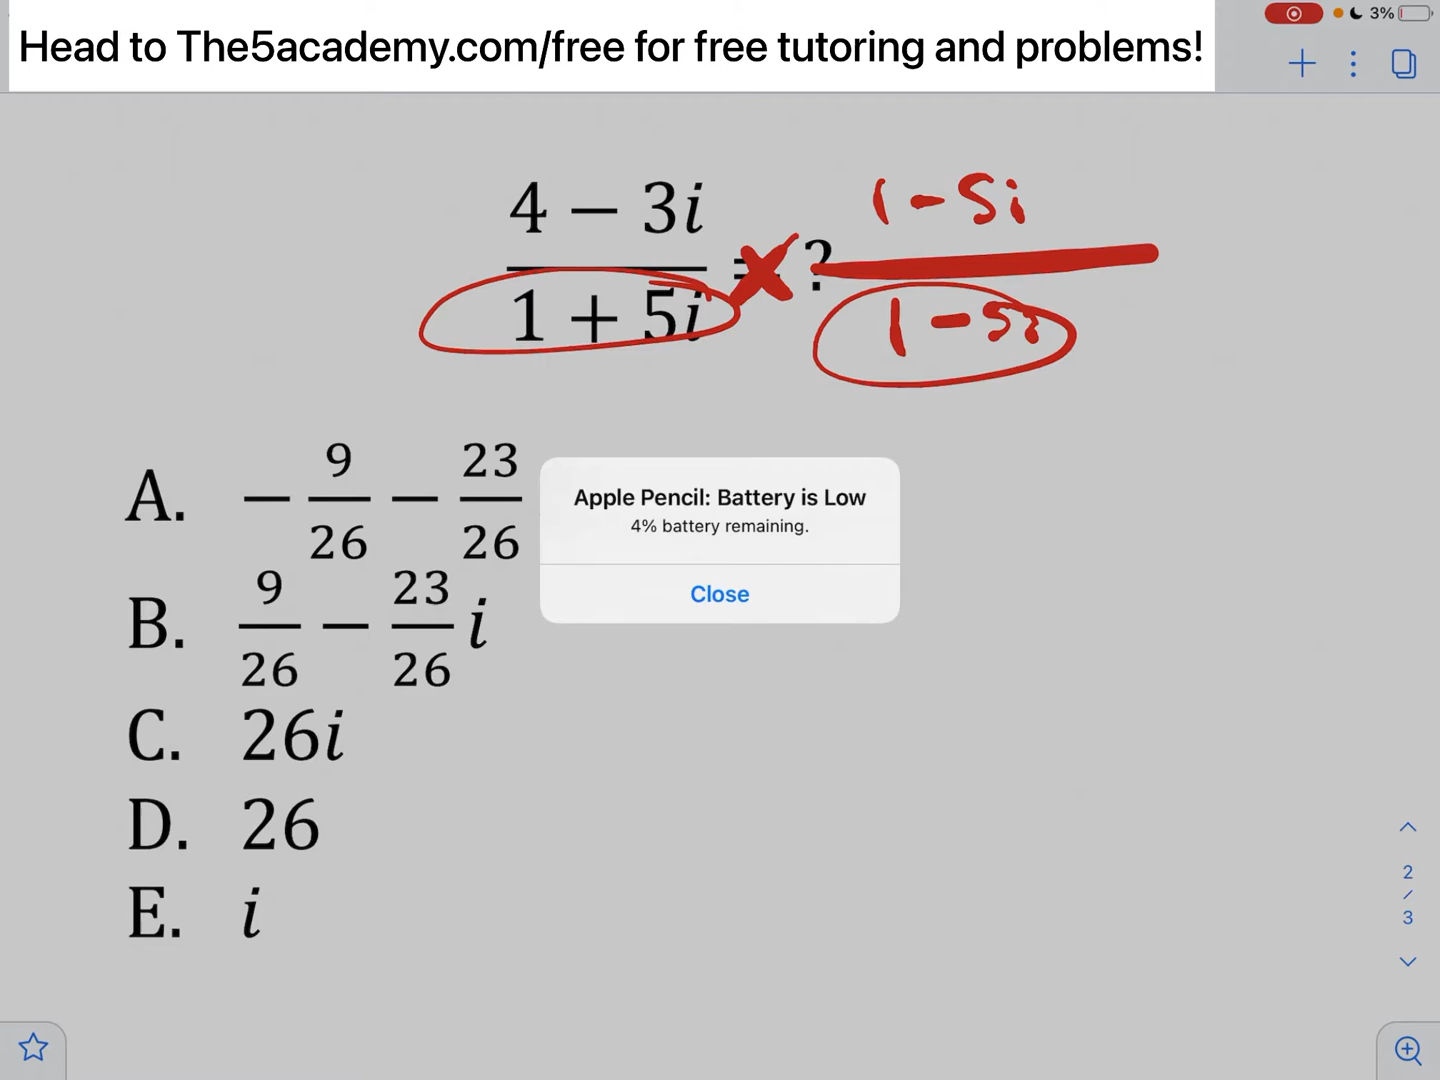 Head to The5academy.com/free for free tutoring and problems!
3%
4 − 3i
1 + 5i
= ?
×
1 - 5i
1 - 5i
A. − 9/26 − 23/26
B. 9/26 − 23/26 i
C. 26i
D. 26
E. i
Apple Pencil: Battery is Low
4% battery remaining.
Close
2
/
3